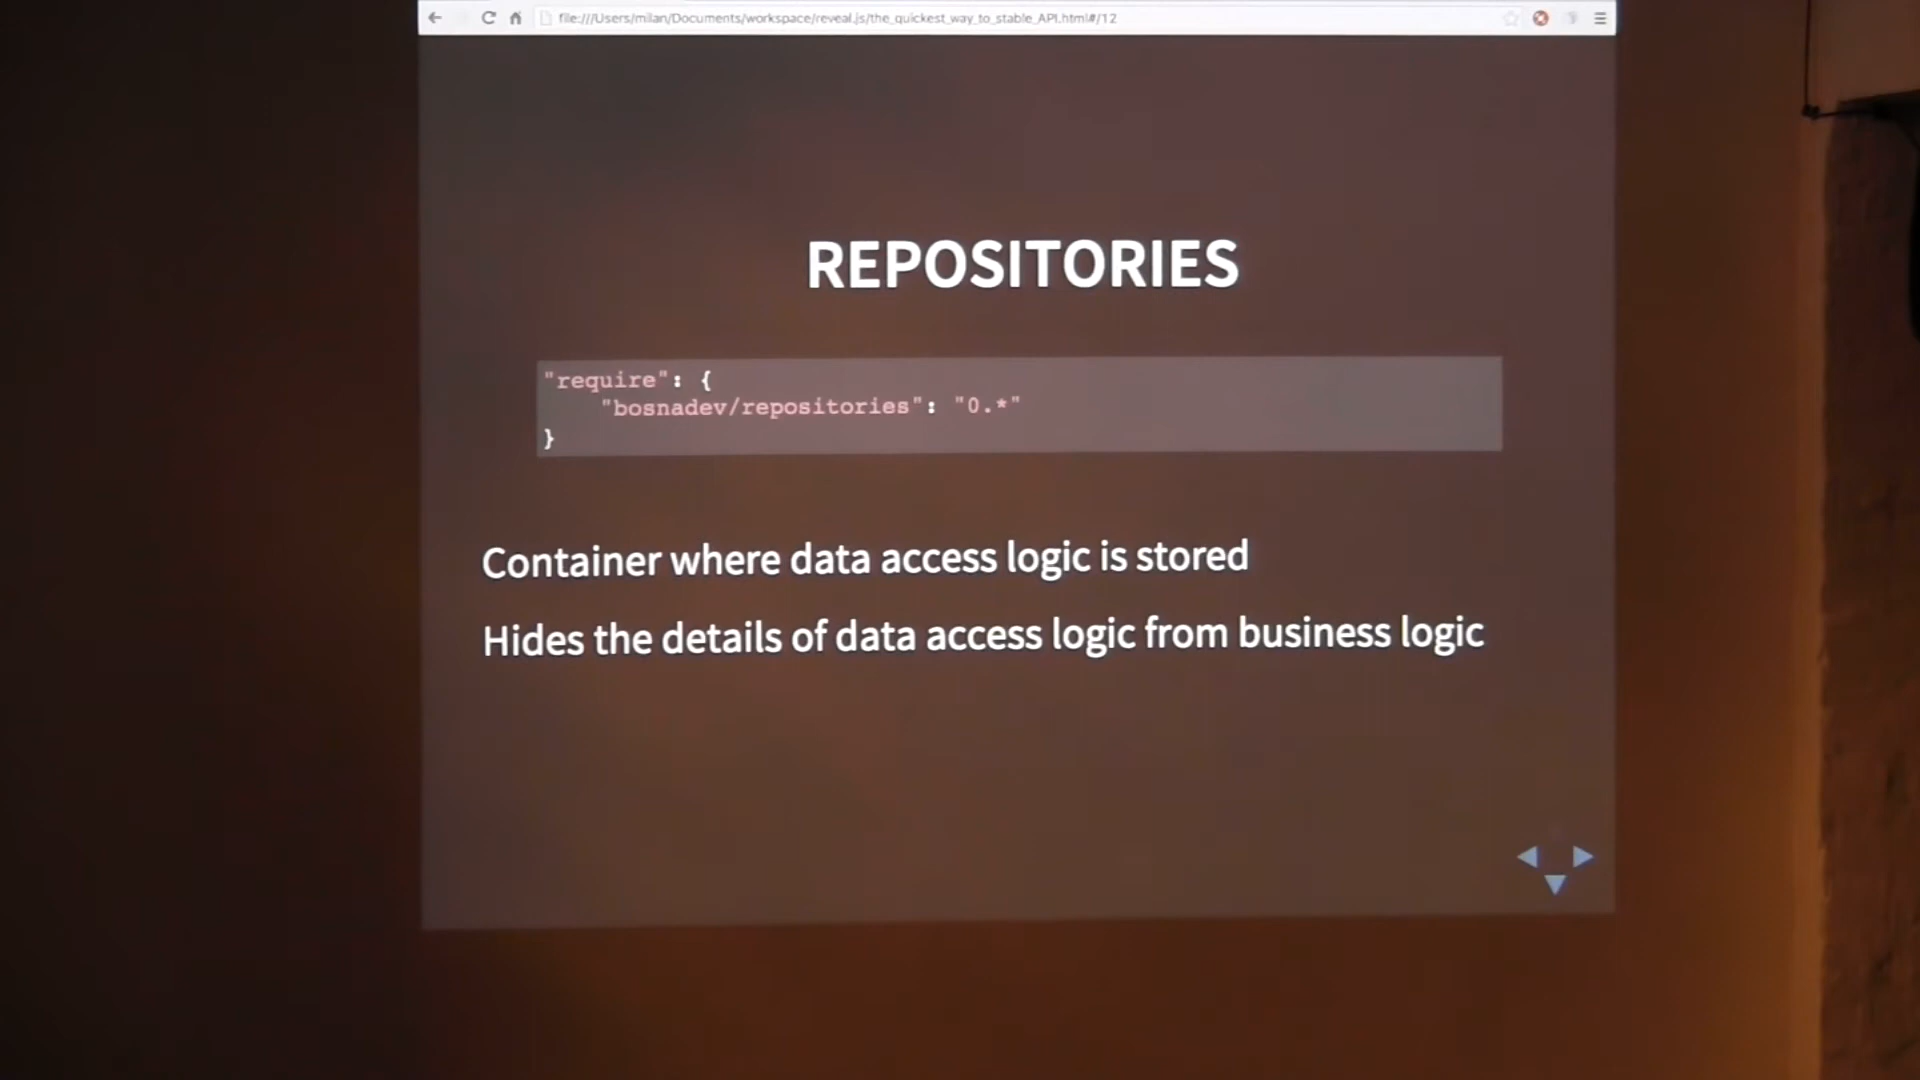 file:///Users/milan/Documents/workspace/reveal.js/the_quickest_way_to_stable_API.html#/12
REPOSITORIES
"require": {
"bosnadev/repositories": "0.*"
}
Container where data access logic is stored
Hides the details of data access logic from business logic